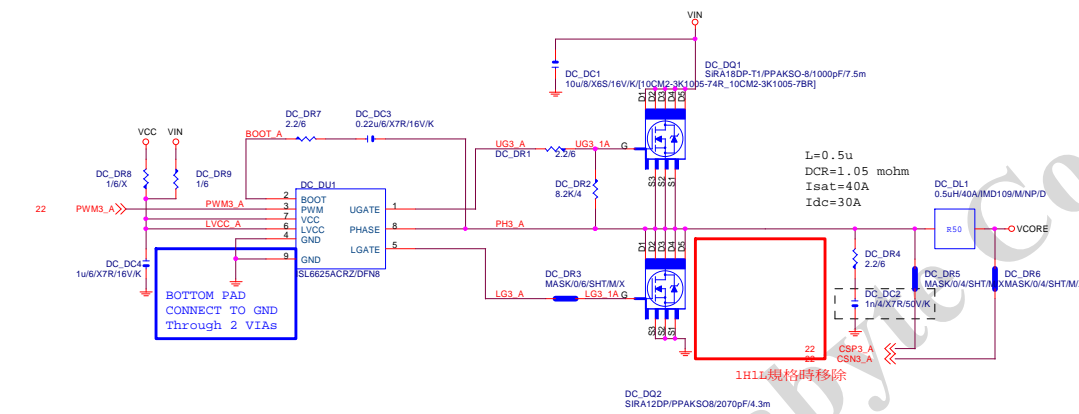 VIN
DC_DQ1
SiRA18DP-T1/PPAKSO-8/1000pF/7.5m
DC_DC1
10u/8/X6S/16V/K/[10CM2-3K1005-74R_10CM2-3K1005-7BR]
D1 D2 D3 D4 D5
DC_DR7
2.2/6
DC_DC3
0.22u/6/X7R/16V/K
VCC VIN
BOOT_A
UG3_A
DC_DR1
2.2/6
UG3_1A
G
S3 S2 S1
L=0.5u
DCR=1.05 mohm
Isat=40A
Idc=30A
DC_DR8
1/6/X
DC_DR9
1/6
DC_DU1
DC_DR2
8.2K/4
DC_DL1
0.5uH/40A/IMD109/M/NP/D
22 PWM3_A
PWM3_A
LVCC_A
2 BOOT
3 PWM
7 VCC
6 LVCC
4 GND
9 GND
UGATE 1
PHASE 8
LGATE 5
SL6625ACRZ/DFN8
PH3_A
R50
VCORE
D1 D2 D3 D4 D5
DC_DC4
1u/6/X7R/16V/K
BOTTOM PAD
CONNECT TO GND
Through 2 VIAs
LG3_A
DC_DR3
MASK/0/6/SHT/M/X
LG3_1A
G
S3 S2 S1
DC_DR4
2.2/6
DC_DC2
1n/4/X7R/50V/K
DC_DR5
MASK/0/4/SHT/M/X
DC_DR6
MASK/0/4/SHT/M/
22 CSP3_A
22 CSN3_A
1H1L規格時移除
DC_DQ2
SIRA12DP/PPAKSO8/2070pF/4.3m